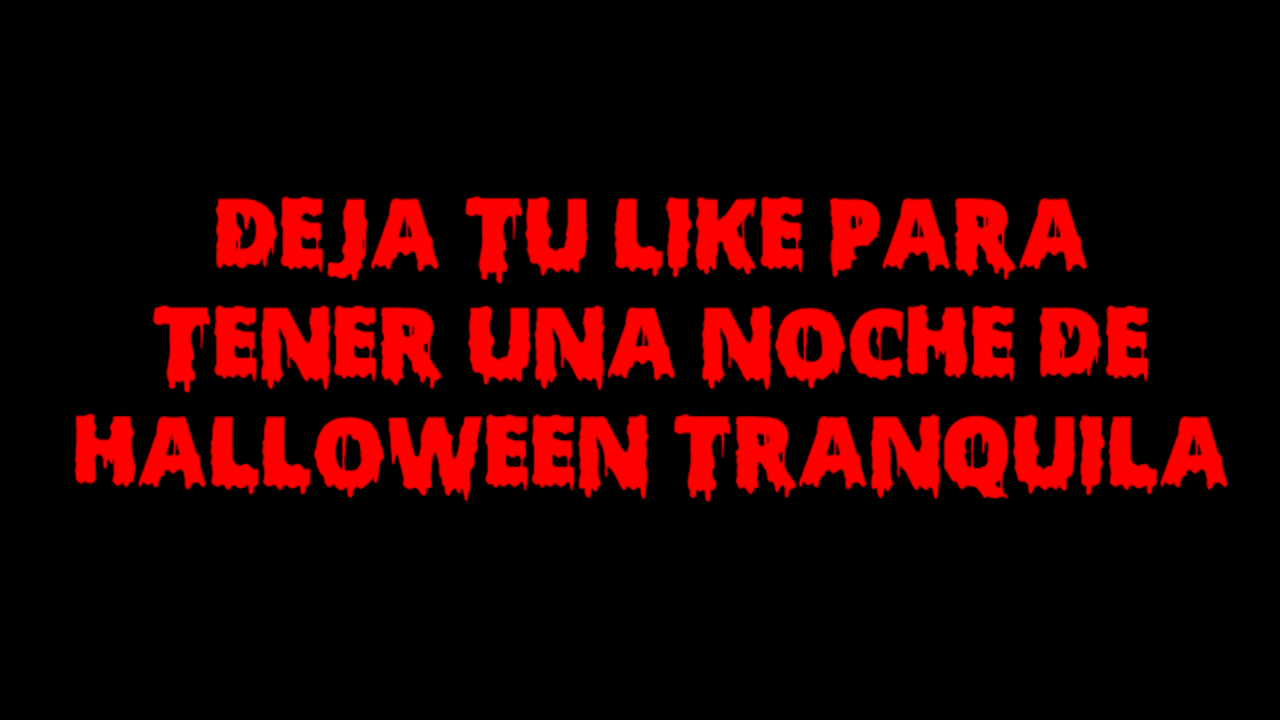 DEJA TU LIKE PARA
TENER UNA NOCHE DE
HALLOWEEN TRANQUILA